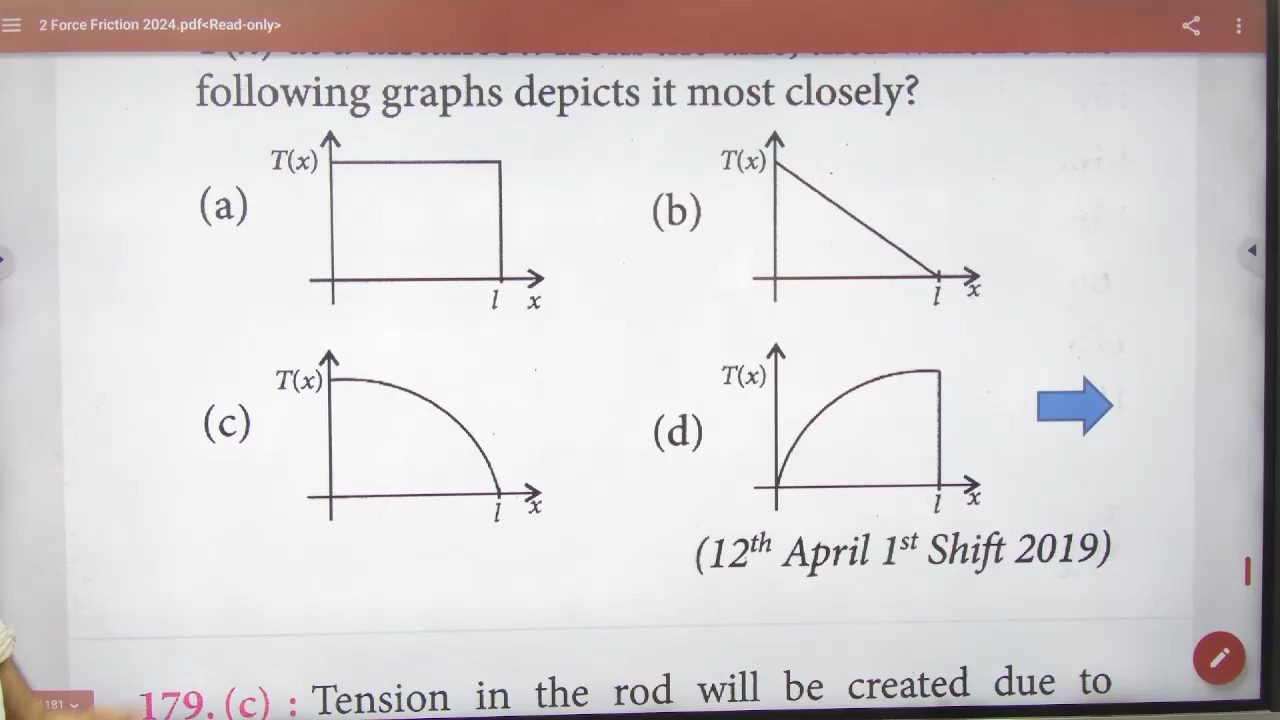 2 Force Friction 2024.pdf<Read-only>
following graphs depicts it most closely?
(a) T(x) l x
(b) T(x) l x
(c) T(x) l x
(d) T(x) l x
(12th April 1st Shift 2019)
179. (c) : Tension in the rod will be created due to
181